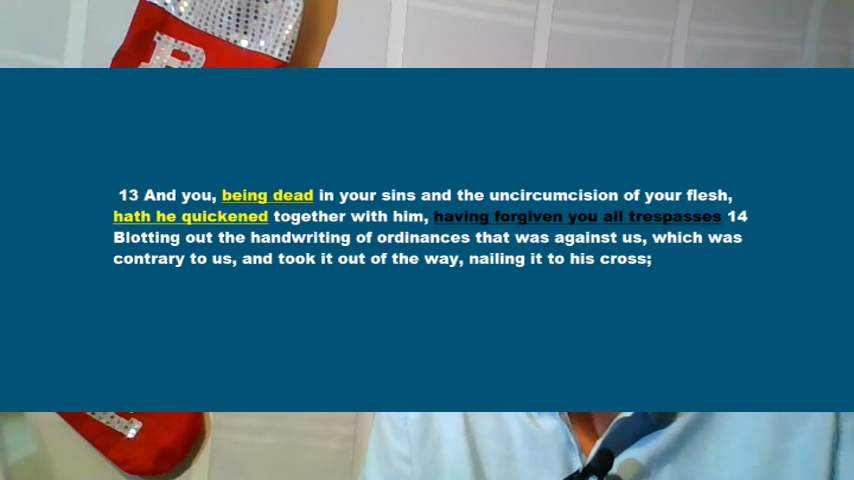 R
13 And you, being dead in your sins and the uncircumcision of your flesh,
hath he quickened together with him, having forgiven you all trespasses 14
Blotting out the handwriting of ordinances that was against us, which was
contrary to us, and took it out of the way, nailing it to his cross;